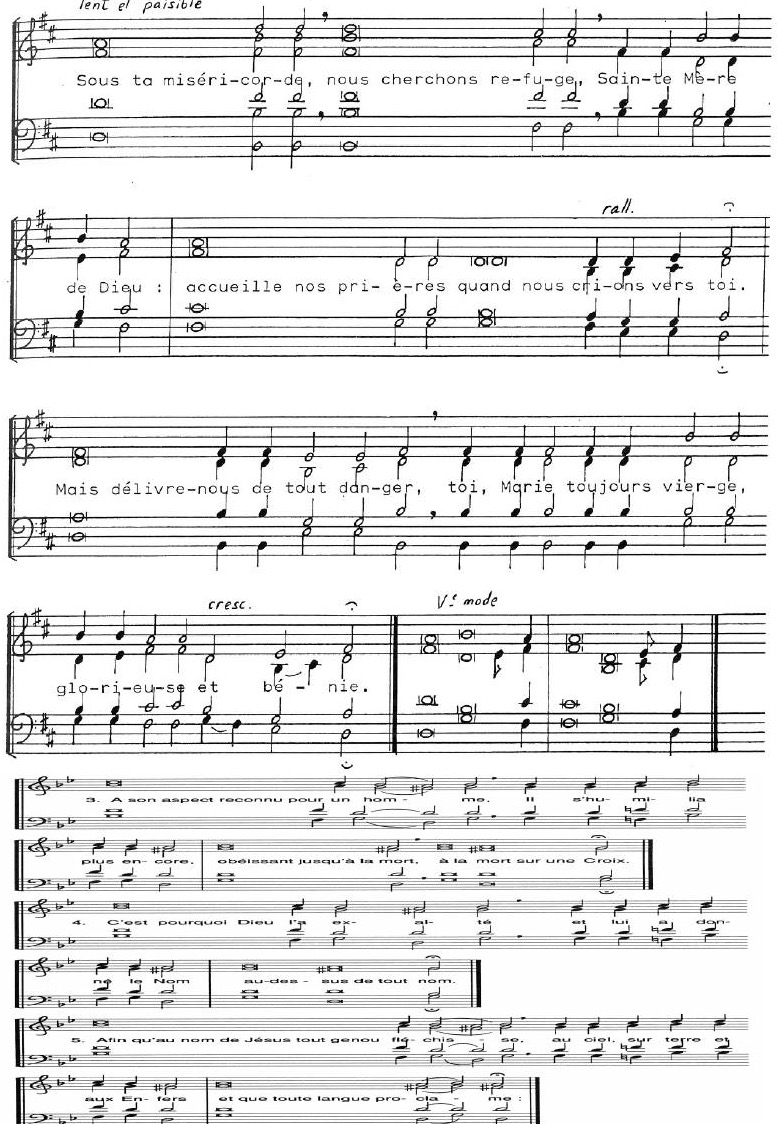 lent et paisible
Sous ta miséri-cor-de, nous cherchons re-fu-ge, Sain-te Mè-re
rall.
de Dieu : accueille nos pri- è-res quand nous cri-ons vers toi.
Mais délivre-nous de tout dan-ger, toi, Marie toujours vier-ge,
cresc. Ve mode
glo-ri-eu-se et bé - nie.
3. A son aspect reconnu pour un hom - me, Il s'hu- mi- lia
plus en- core, obéissant jusqu'à la mort, à la mort sur une Croix.
4. C'est pourquoi Dieu l'a ex- al- té et lui a don-
né le Nom au-des - sus de tout nom.
5. Afin qu'au nom de Jésus tout genou flé- chis - se, au ciel, sur terre et
aux En- fers et que toute langue pro- cla - me :